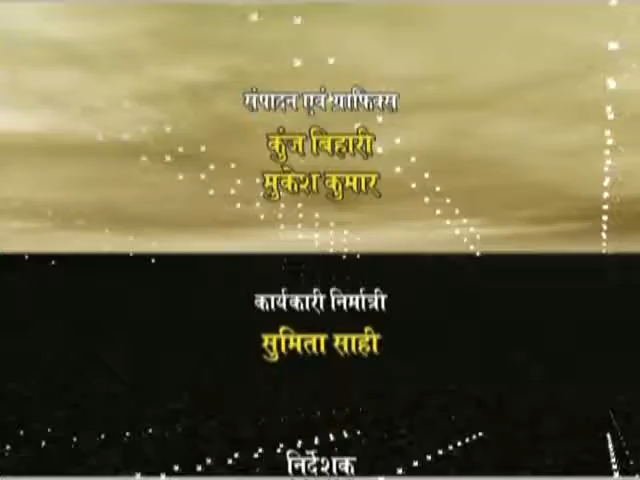 संपादन एवं ग्राफिक्स
कुंज बिहारी
मुकेश कुमार
कार्यकारी निर्मात्री
सुमिता साही
निर्देशक